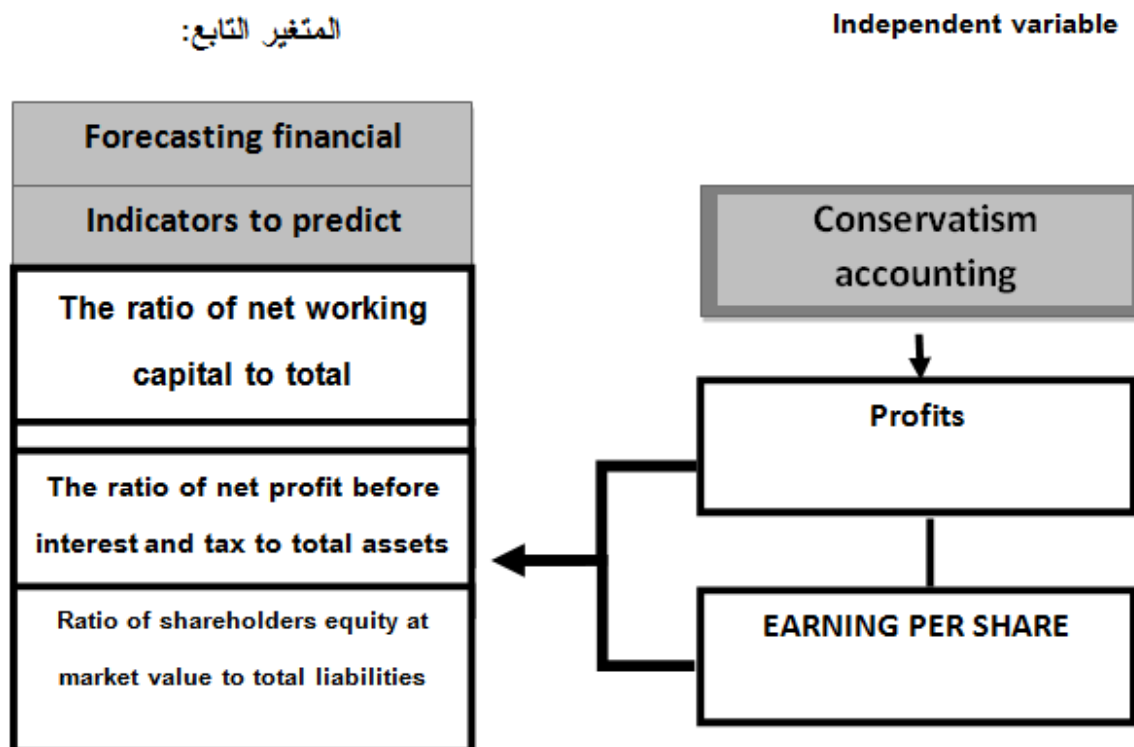 المتغير التابع:
Independent variable
Forecasting financial
Indicators to predict
The ratio of net working
capital to total
The ratio of net profit before
interest and tax to total assets
Ratio of shareholders equity at
market value to total liabilities
Conservatism
accounting
Profits
EARNING PER SHARE